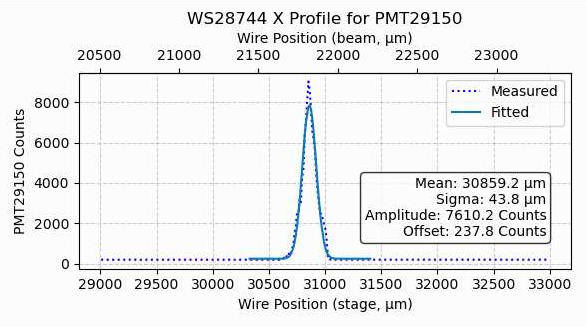 WS28744 X Profile for PMT29150
Wire Position (beam, μm)
20500 21000 21500 22000 22500 23000
PMT29150 Counts
8000
6000
4000
2000
0
Measured
Fitted
Mean: 30859.2 μm
Sigma: 43.8 μm
Amplitude: 7610.2 Counts
Offset: 237.8 Counts
29000 29500 30000 30500 31000 31500 32000 32500 33000
Wire Position (stage, μm)